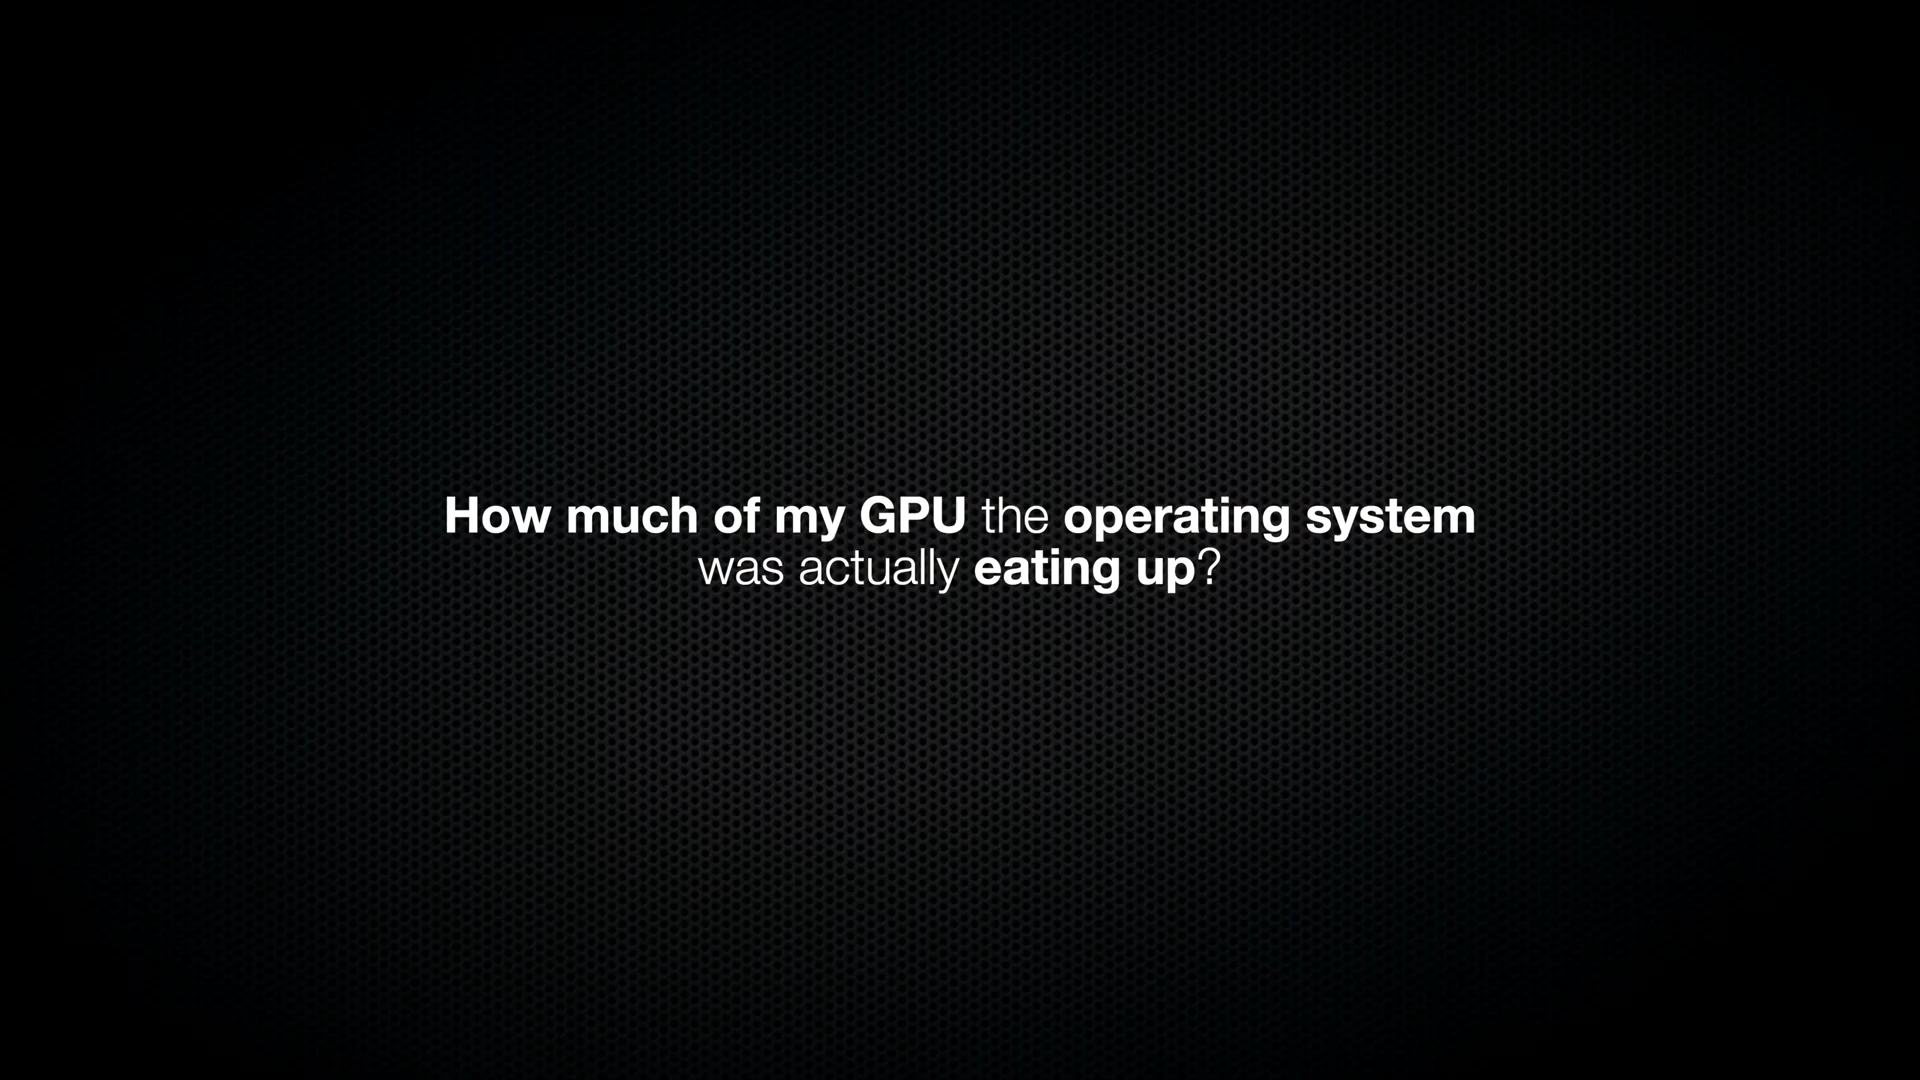 How much of my GPU the operating system
was actually eating up?